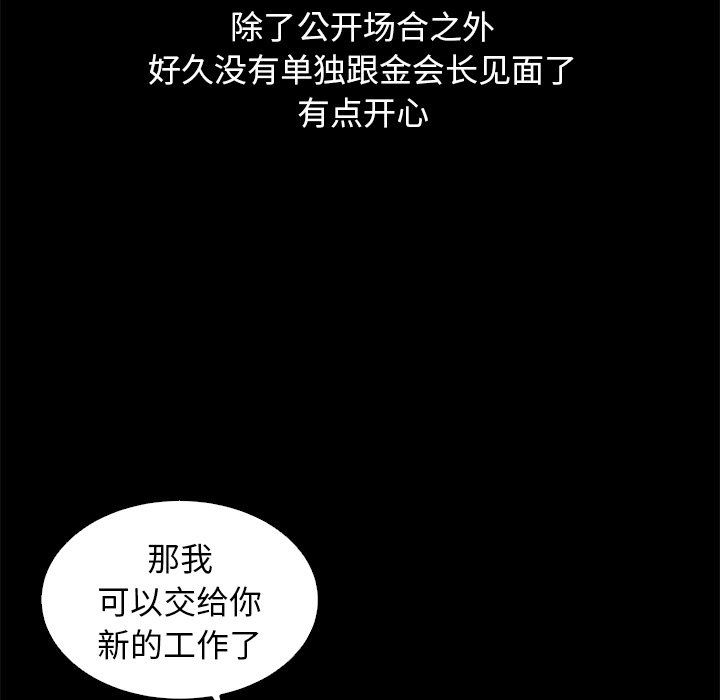 除了公开场合之外
好久没有单独跟金会长见面了
有点开心
那我
可以交给你
新的工作了